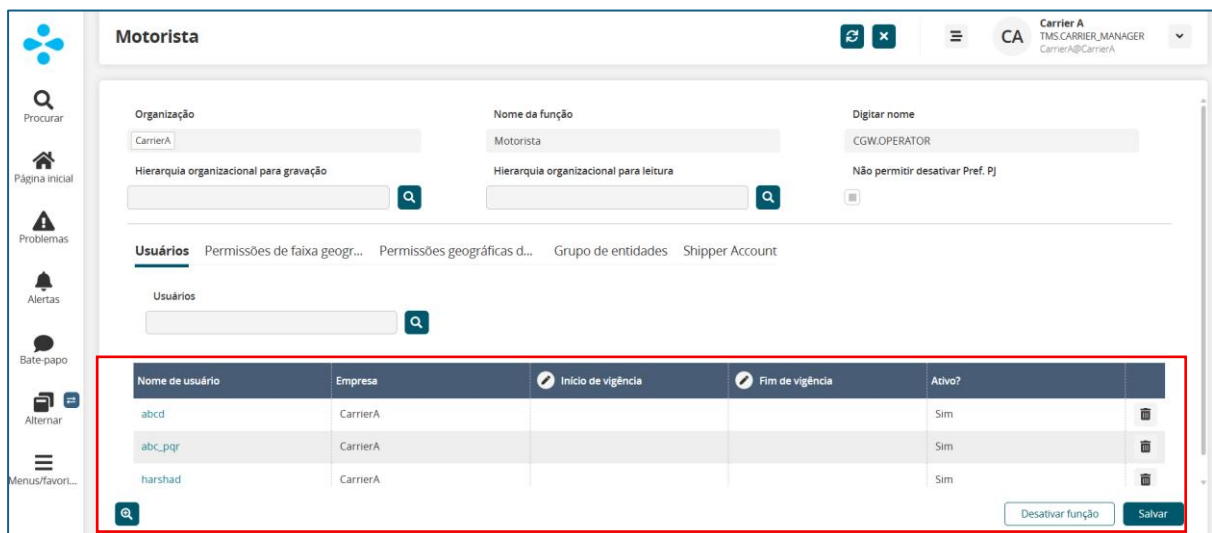 Motorista
CA
Carrier A
TMS.CARRIER_MANAGER
CarrierA@CarrierA
Procurar
Página inicial
Problemas
Alertas
Bate-papo
Alternar
Menus/favori...
Organização
Nome da função
Digitar nome
CarrierA
Motorista
CGW.OPERATOR
Hierarquia organizacional para gravação
Hierarquia organizacional para leitura
Não permitir desativar Pref. PJ
Usuários
Permissões de faixa geogr...
Permissões geográficas d...
Grupo de entidades
Shipper Account
Usuários
Nome de usuário
Empresa
Início de vigência
Fim de vigência
Ativo?
abcd
CarrierA
Sim
abc_pqr
CarrierA
Sim
harshad
CarrierA
Sim
Desativar função
Salvar